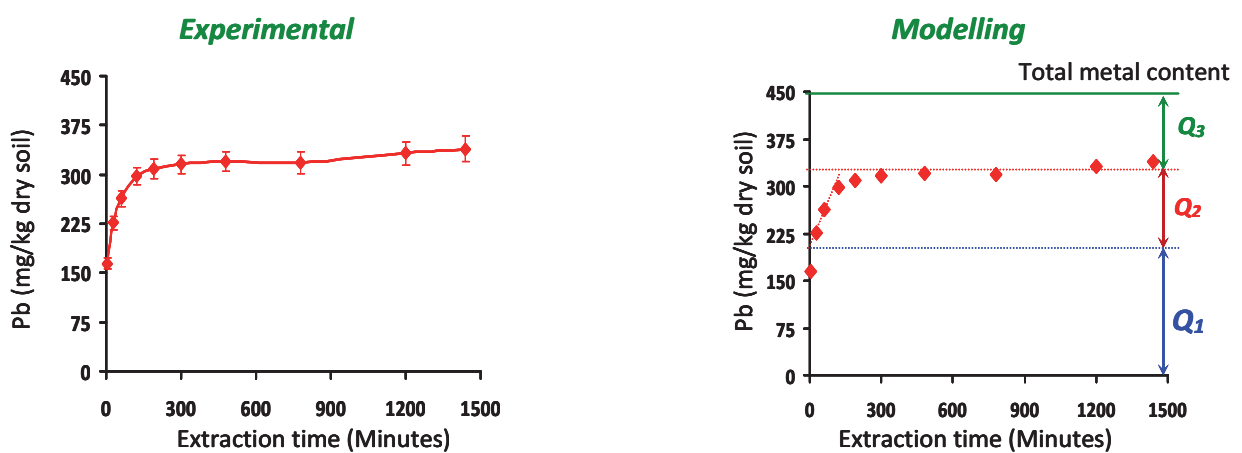 Experimental
Pb (mg/kg dry soil)
450
375
300
225
150
75
0
0 300 600 900 1200 1500
Extraction time (Minutes)
Modelling
Total metal content
Pb (mg/kg dry soil)
450
375
300
225
150
75
0
Q3
Q2
Q1
0 300 600 900 1200 1500
Extraction time (Minutes)